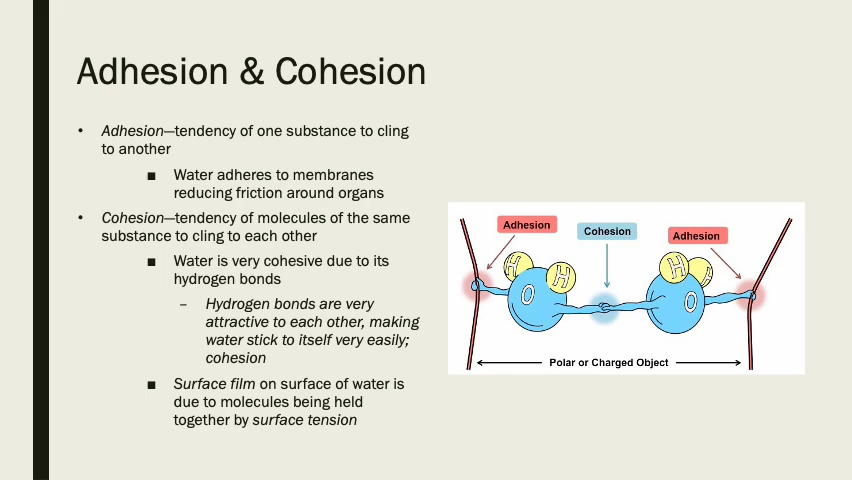 Adhesion & Cohesion
• Adhesion—tendency of one substance to cling
to another
■ Water adheres to membranes
reducing friction around organs
• Cohesion—tendency of molecules of the same
substance to cling to each other
■ Water is very cohesive due to its
hydrogen bonds
– Hydrogen bonds are very
attractive to each other, making
water stick to itself very easily;
cohesion
■ Surface film on surface of water is
due to molecules being held
together by surface tension
Adhesion
Cohesion
Adhesion
H
H
O
H
H
O
Polar or Charged Object